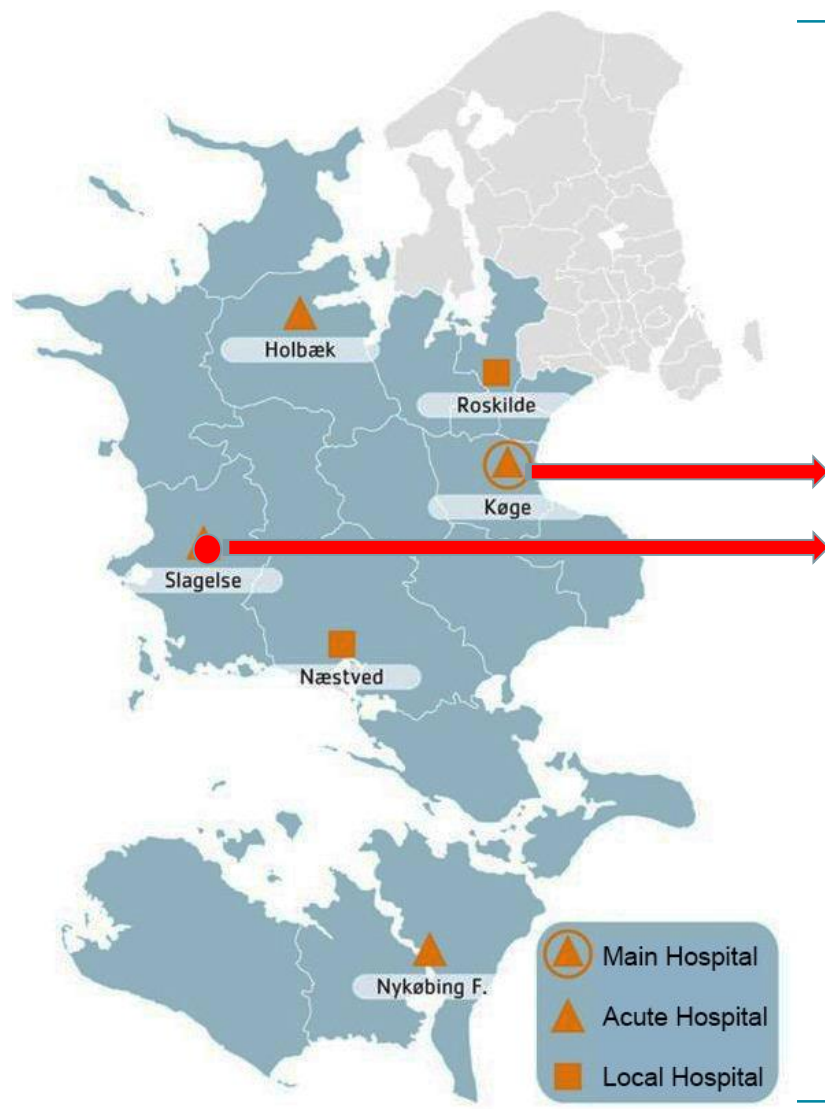 Holbæk
Roskilde
Køge
Slagelse
Næstved
Nykøbing F.
Main Hospital
Acute Hospital
Local Hospital